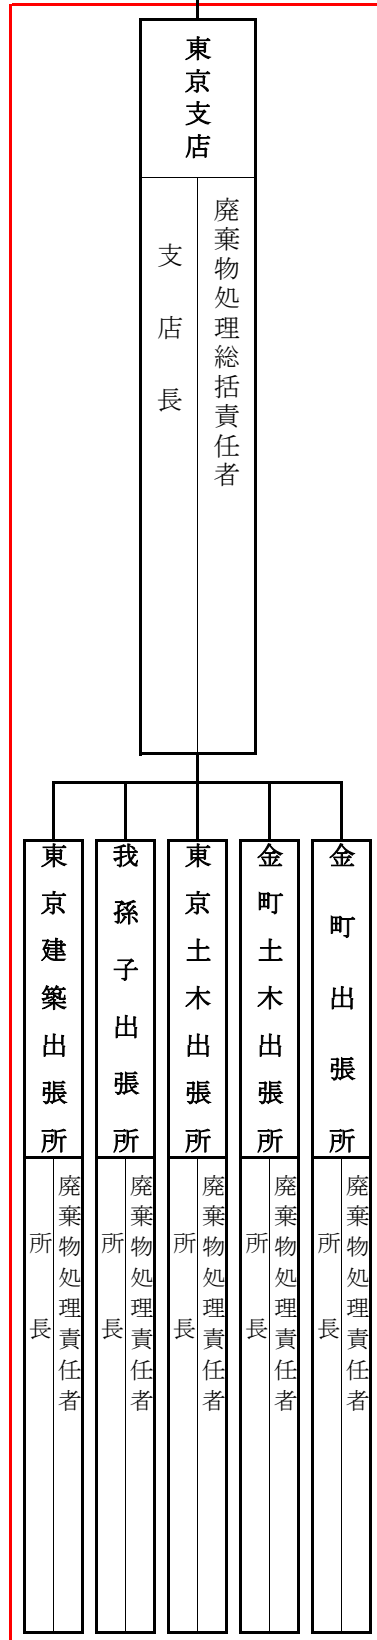 東京支店
廃棄物処理総括責任者
支店長
金町出張所
廃棄物処理責任者
所長
金町土木出張所
廃棄物処理責任者
所長
東京土木出張所
廃棄物処理責任者
所長
我孫子出張所
廃棄物処理責任者
所長
東京建築出張所
廃棄物処理責任者
所長